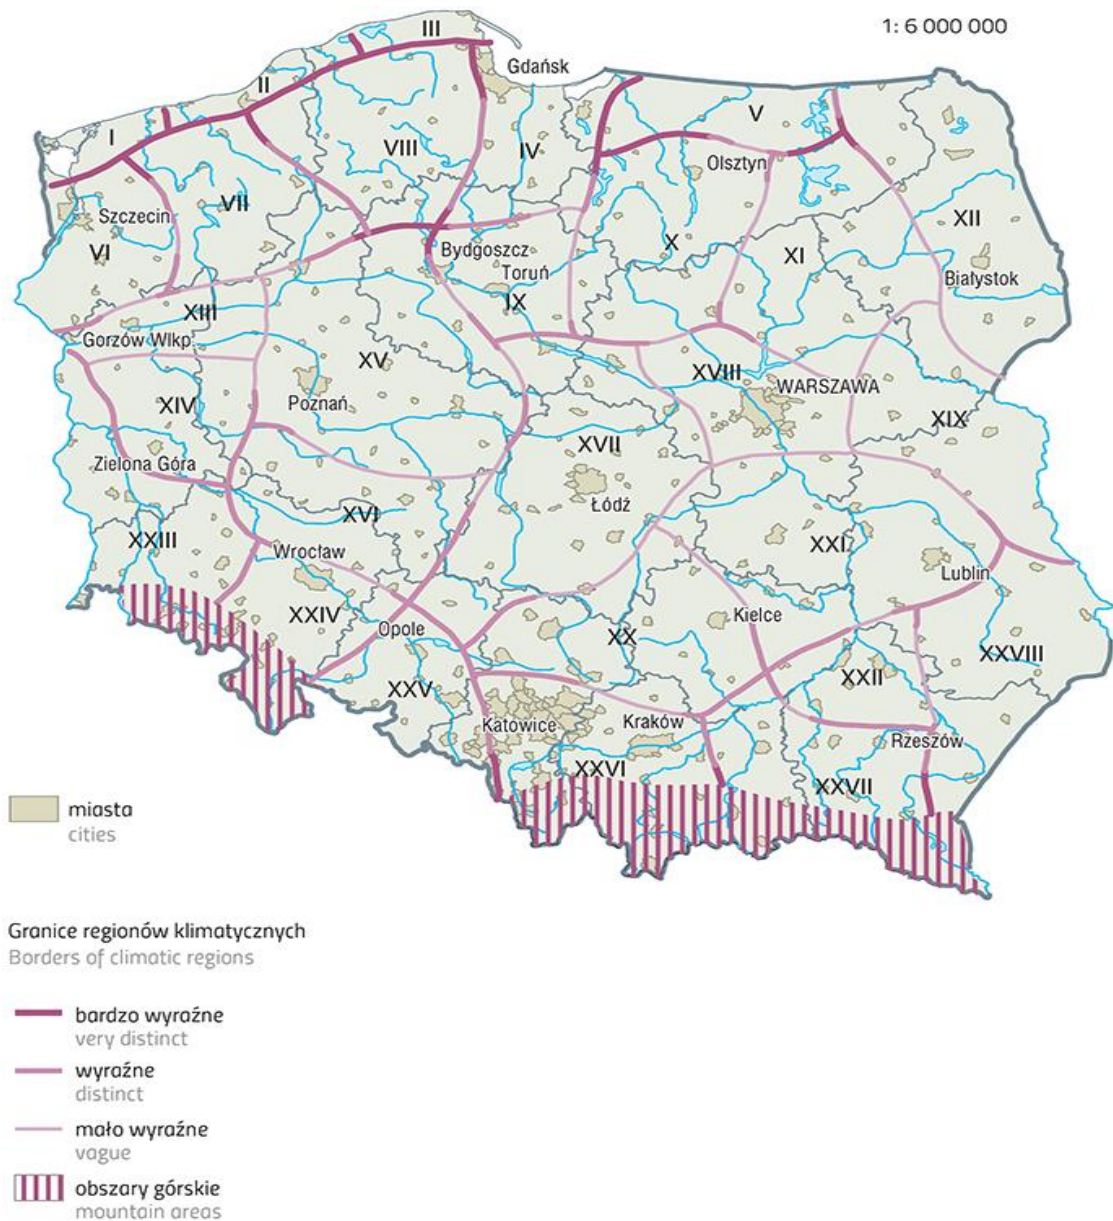 1: 6 000 000
III
Gdańsk
II
I
V
VIII
IV
Olsztyn
VII
Szczecin
XII
VI
Bydgoszcz
X
XI
Białystok
Toruń
IX
XIII
Gorzów Wlkp.
XV
XVIII
WARSZAWA
Poznań
XIV
XIX
XVII
Zielona Góra
Łódź
XVI
XXIII
Wrocław
XXI
Lublin
XXIV
Kielce
Opole
XX
XXVIII
XXII
XXV
Katowice
Kraków
Rzeszów
XXVI
XXVII
miasta
cities
Granice regionów klimatycznych
Borders of climatic regions
bardzo wyraźne
very distinct
wyraźne
distinct
mało wyraźne
vague
obszary górskie
mountain areas